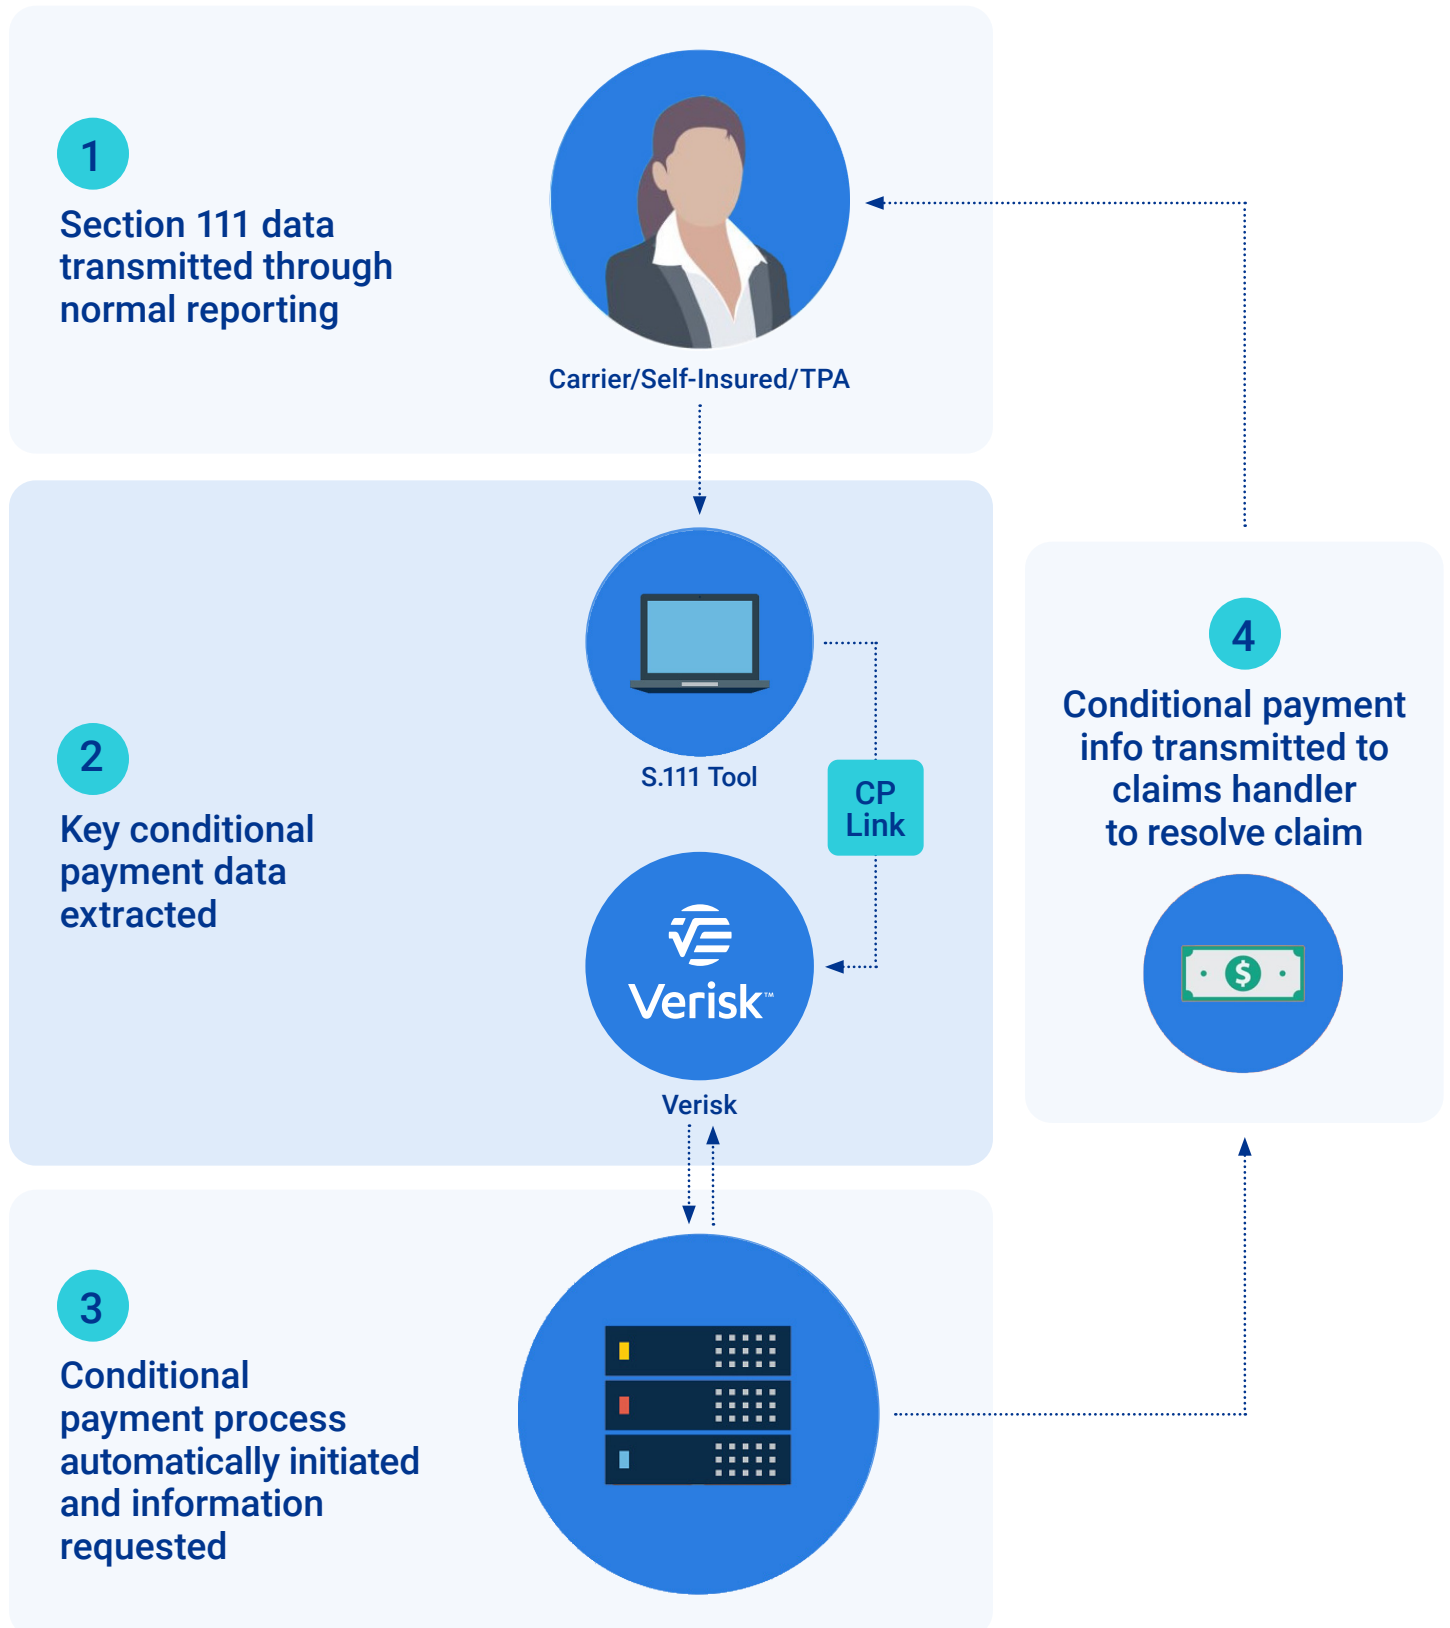 1
Section 111 data
transmitted through
normal reporting
Carrier/Self-Insured/TPA
2
Key conditional
payment data
extracted
S.111 Tool
CP
Link
Verisk™
Verisk
3
Conditional
payment process
automatically initiated
and information
requested
4
Conditional payment
info transmitted to
claims handler
to resolve claim
$